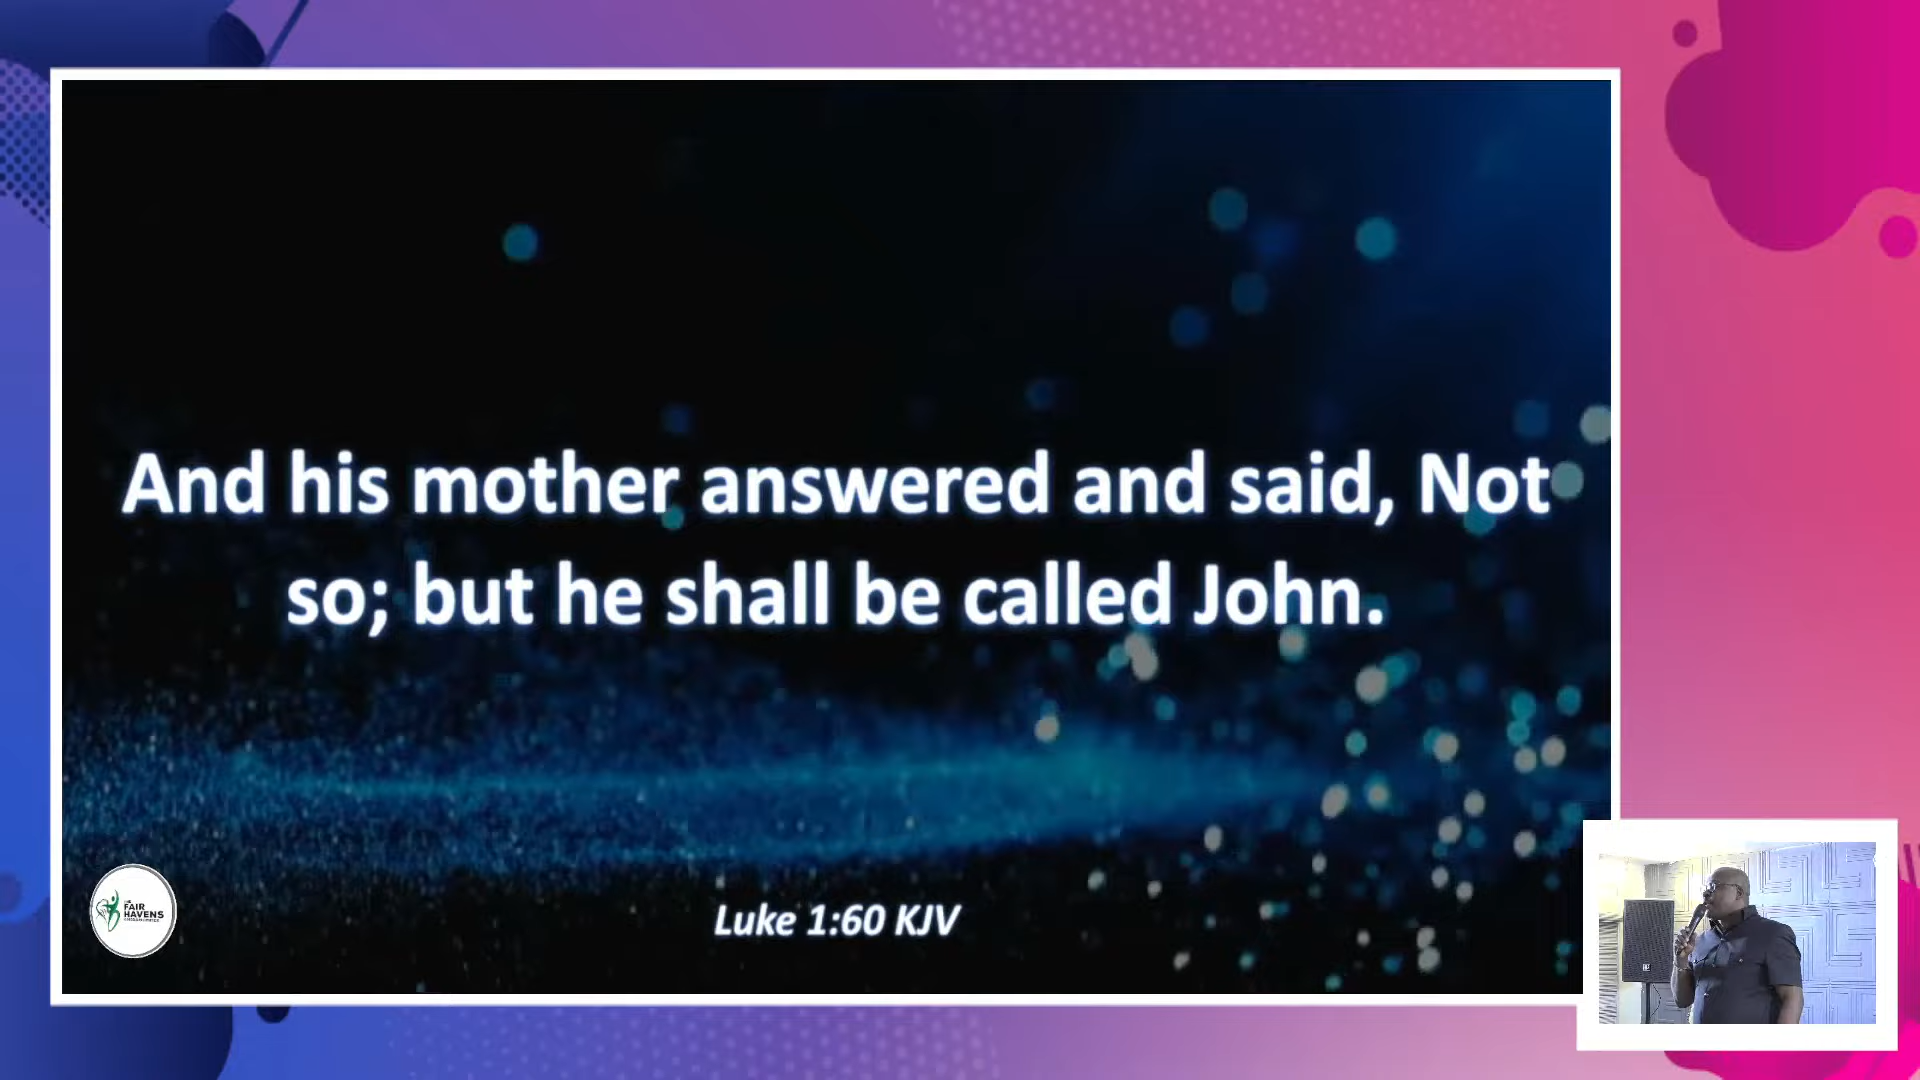 And his mother answered and said, Not
so; but he shall be called John.
Luke 1:60 KJV
FAIR
HAVENS